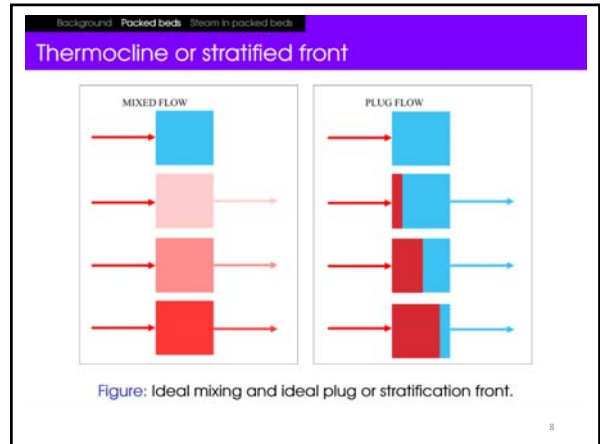 Background Packed beds Steam in packed beds
Thermocline or stratified front
MIXED FLOW
PLUG FLOW
Figure: Ideal mixing and ideal plug or stratification front.
8